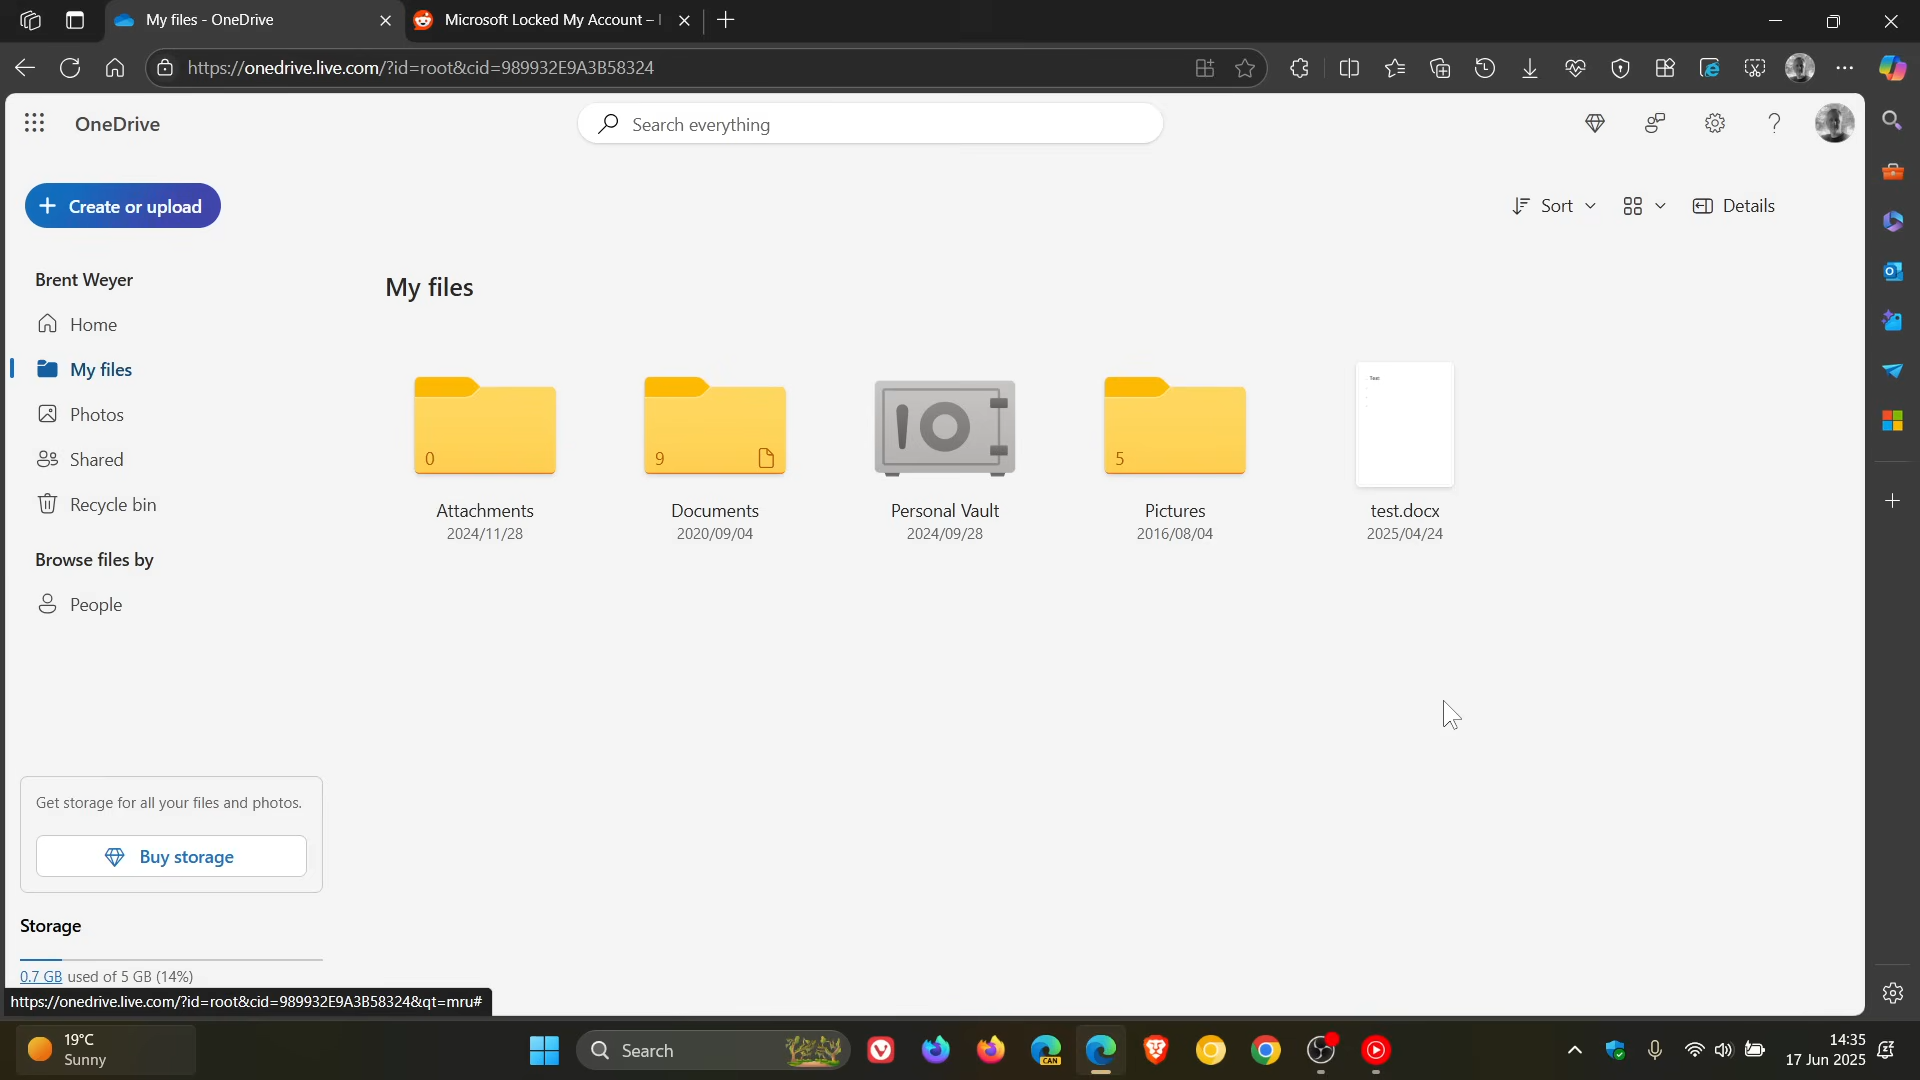 My files - OneDrive
Microsoft Locked My Account –
https://onedrive.live.com/?id=root&cid=989932E9A3B58324
OneDrive
Search everything
Create or upload
Sort
Details
Brent Weyer
Home
My files
Photos
Shared
Recycle bin
Browse files by
People
My files
0
9
5
Test
Attachments
Documents
Personal Vault
Pictures
test.docx
2024/11/28
2020/09/04
2024/09/28
2016/08/04
2025/04/24
Get storage for all your files and photos.
Buy storage
Storage
0.7 GB used of 5 GB (14%)
https://onedrive.live.com/?id=root&cid=989932E9A3B58324&qt=mru#
19°C
Sunny
Search
CAN
14:35
17 Jun 2025